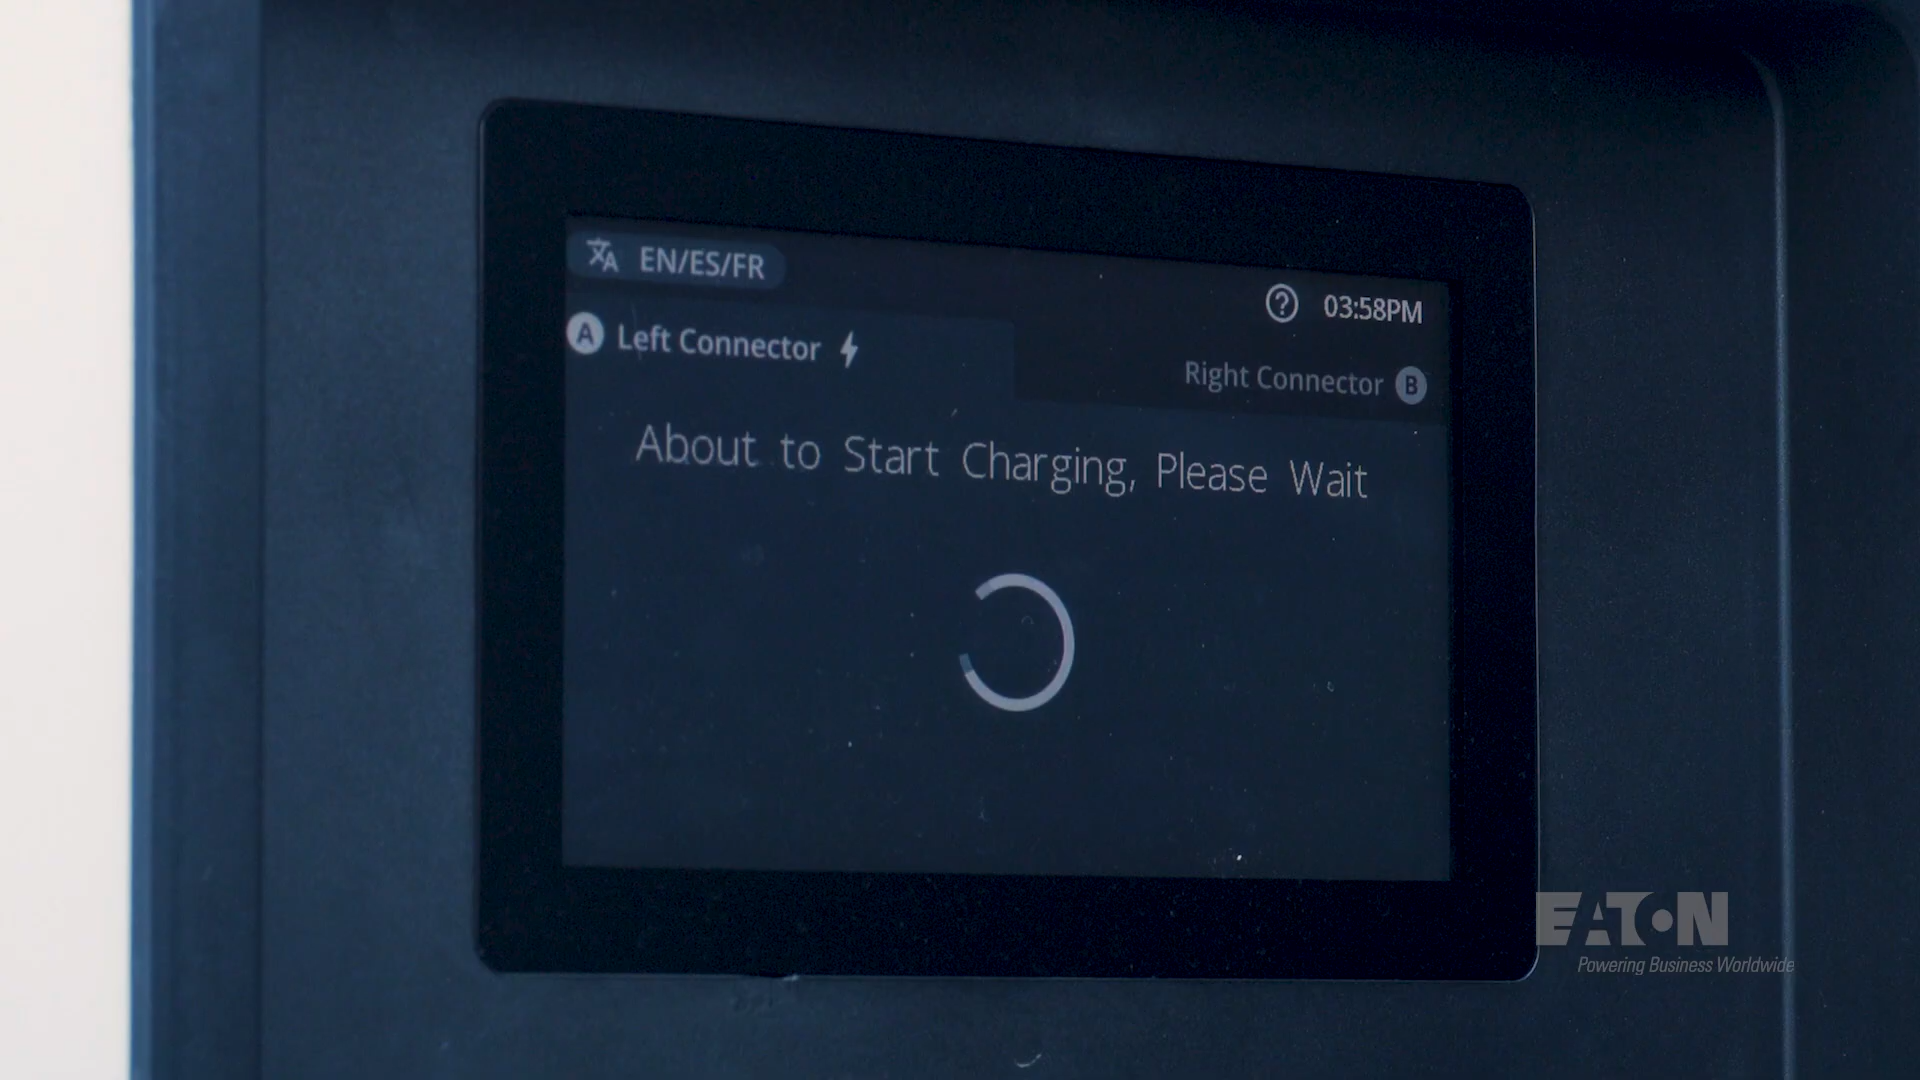 EN/ES/FR
? 03:58PM
A Left Connector
Right Connector B
About to Start Charging, Please Wait
EATON
Powering Business Worldwide